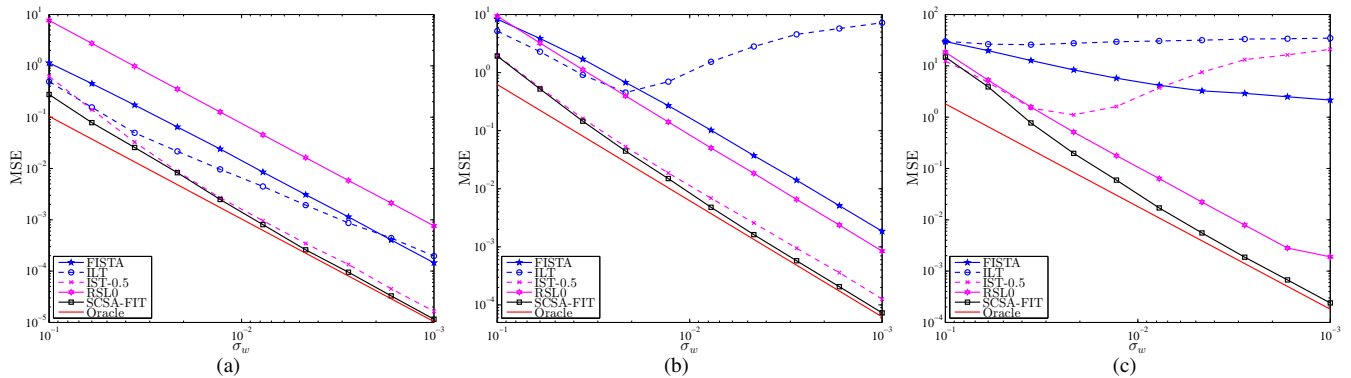 10^1
10^0
10^-1
10^-2
10^-3
10^-4
10^-5
MSE
FISTA
ILT
IST-0.5
RSL0
SCSA-FIT
Oracle
10^-1
10^-2
10^-3
σ_w
(a)
10^1
10^0
10^-1
10^-2
10^-3
10^-4
MSE
FISTA
ILT
IST-0.5
RSL0
SCSA-FIT
Oracle
10^-1
10^-2
10^-3
σ_w
(b)
10^2
10^1
10^0
10^-1
10^-2
10^-3
10^-4
MSE
FISTA
ILT
IST-0.5
RSL0
SCSA-FIT
Oracle
10^-1
10^-2
10^-3
σ_w
(c)